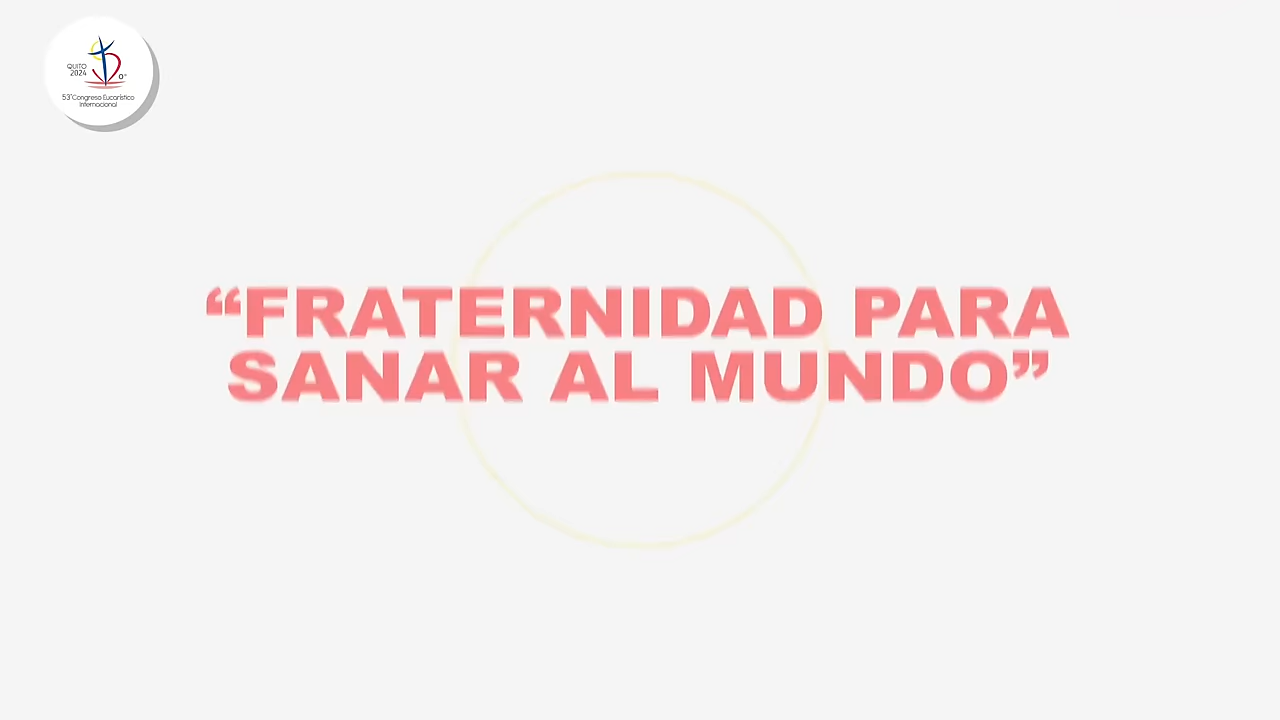 QUITO
2024
53°Congreso Eucarístico
Internacional
“FRATERNIDAD PARA
SANAR AL MUNDO”